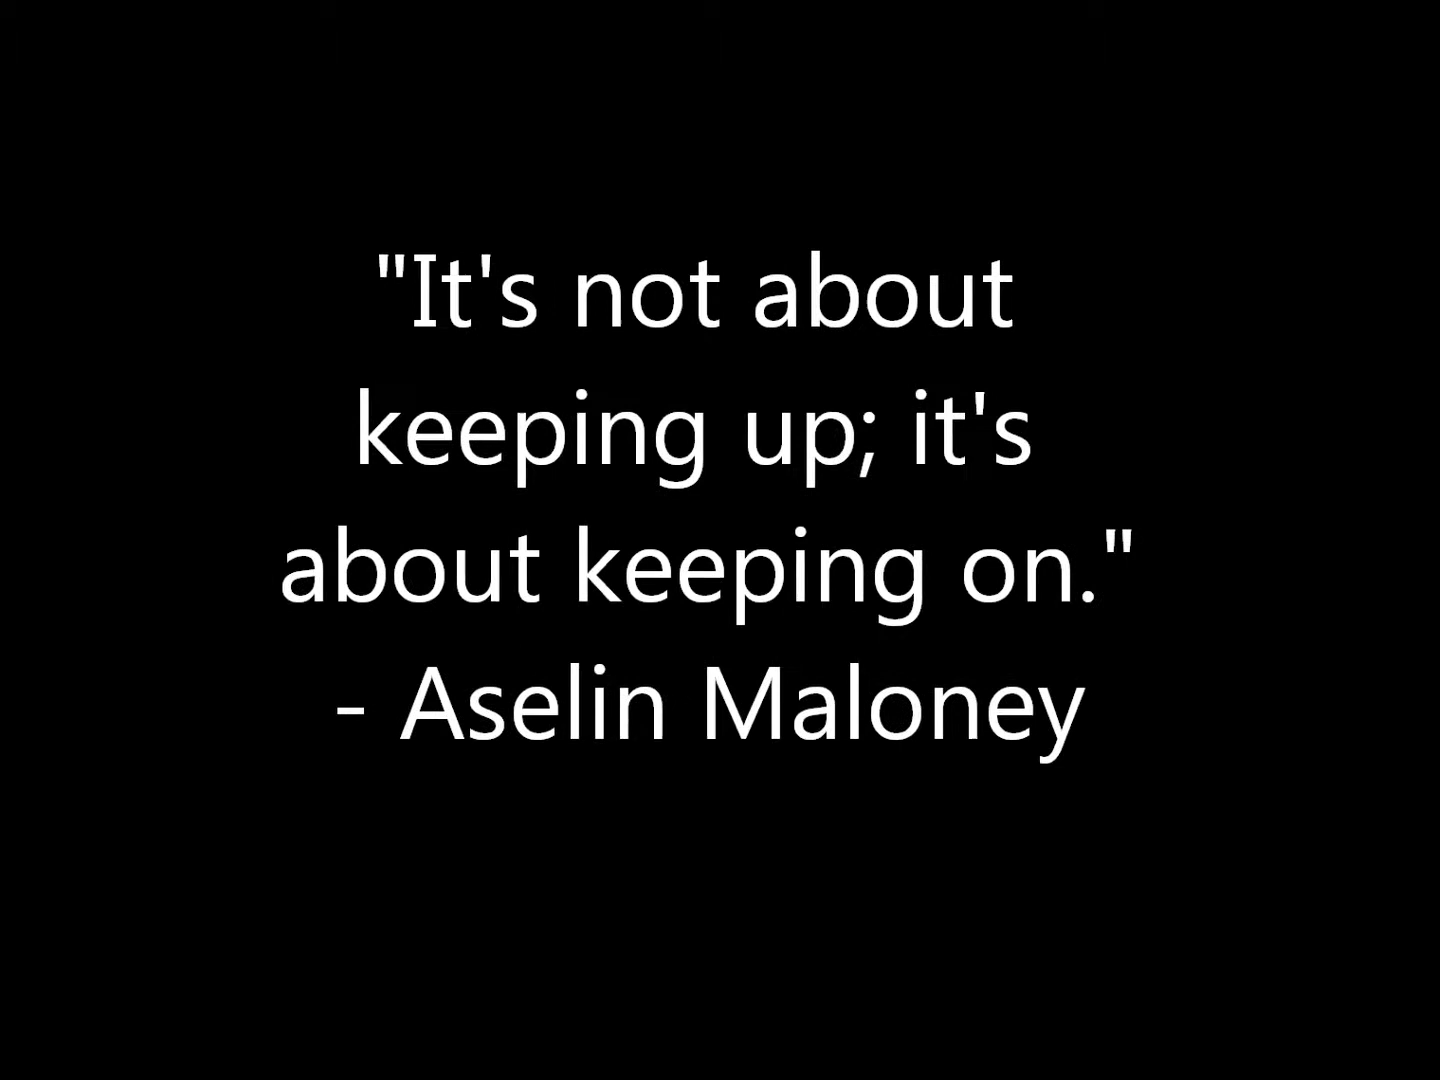 "It's not about
keeping up; it's
about keeping on."
- Aselin Maloney